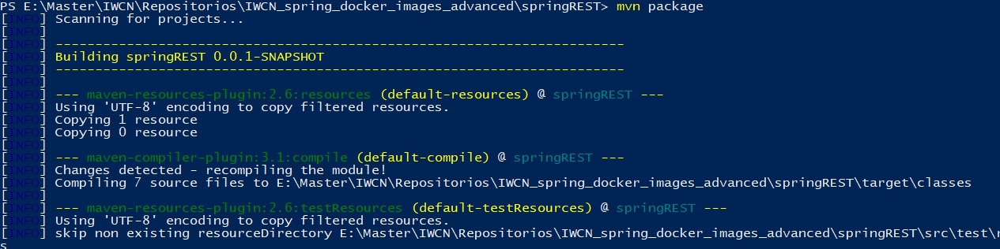 PS E:\Master\IWCN\Repositorios\IWCN_spring_docker_images_advanced\springREST> mvn package
[INFO] Scanning for projects...
[INFO]
[INFO] ------------------------------------------------------------------------
[INFO] Building springREST 0.0.1-SNAPSHOT
[INFO] ------------------------------------------------------------------------
[INFO]
[INFO] --- maven-resources-plugin:2.6:resources (default-resources) @ springREST ---
[INFO] Using 'UTF-8' encoding to copy filtered resources.
[INFO] Copying 1 resource
[INFO] Copying 0 resource
[INFO]
[INFO] --- maven-compiler-plugin:3.1:compile (default-compile) @ springREST ---
[INFO] Changes detected - recompiling the module!
[INFO] Compiling 7 source files to E:\Master\IWCN\Repositorios\IWCN_spring_docker_images_advanced\springREST\target\classes
[INFO]
[INFO] --- maven-resources-plugin:2.6:testResources (default-testResources) @ springREST ---
[INFO] Using 'UTF-8' encoding to copy filtered resources.
[INFO] skip non existing resourceDirectory E:\Master\IWCN\Repositorios\IWCN_spring_docker_images_advanced\springREST\src\test\